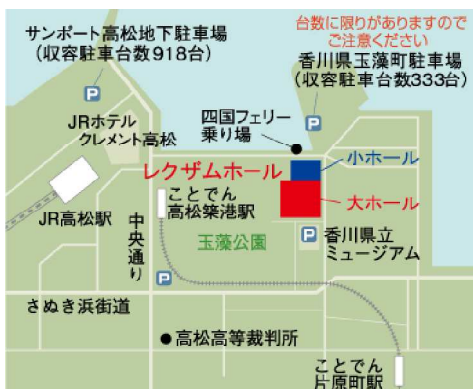 サンポート高松地下駐車場
(収容駐車台数918台)
台数に限りがありますので
ご注意ください
香川県玉藻町駐車場
(収容駐車台数333台)
P
P
JRホテル
クレメント高松
四国フェリー
乗り場
小ホール
レクザムホール
大ホール
ことでん
高松築港駅
JR高松駅
中央通り
玉藻公園
P
香川県立
ミュージアム
P
さぬき浜街道
高松高等裁判所
ことでん
片原町駅